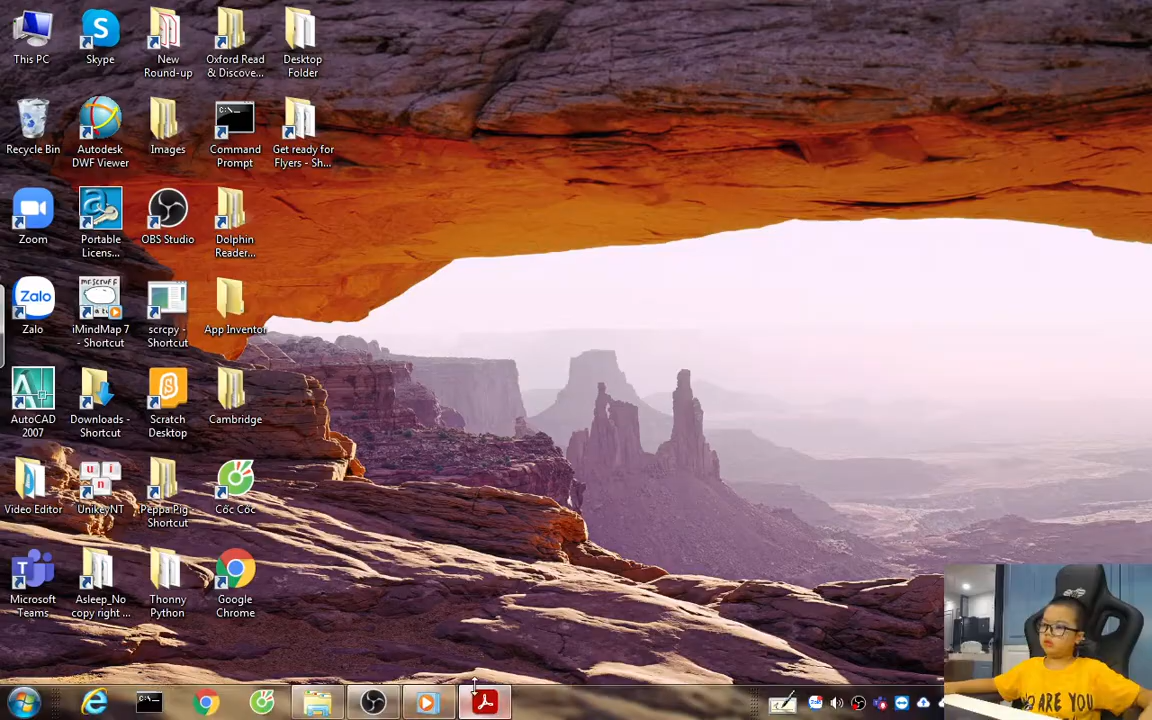 This PC
Skype
New
Round-up
Oxford Read
& Discove...
Desktop
Folder
Recycle Bin
Autodesk
DWF Viewer
Images
C:\_
Command
Prompt
Get ready for
Flyers - Sh...
Zoom
Portable
Licens...
OBS Studio
Dolphin
Reader...
Zalo
Zalo
iMindMap 7
- Shortcut
scrcpy -
Shortcut
App Inventor
AutoCAD
2007
Downloads -
Shortcut
Scratch
Desktop
Cambridge
Video Editor
u i
n
UnikeyNT
Peppa Pig
Shortcut
Cốc Cốc
T
Microsoft
Teams
Asleep_No
copy right ...
Thonny
Python
Google
Chrome
ARE YOU